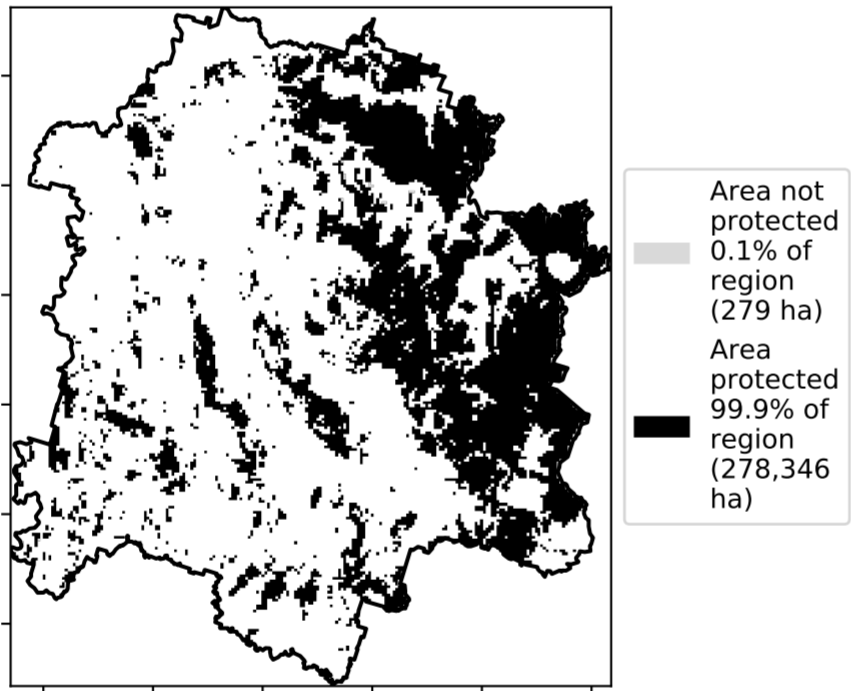 Area not
protected
0.1% of
region
(279 ha)
Area
protected
99.9% of
region
(278,346
ha)